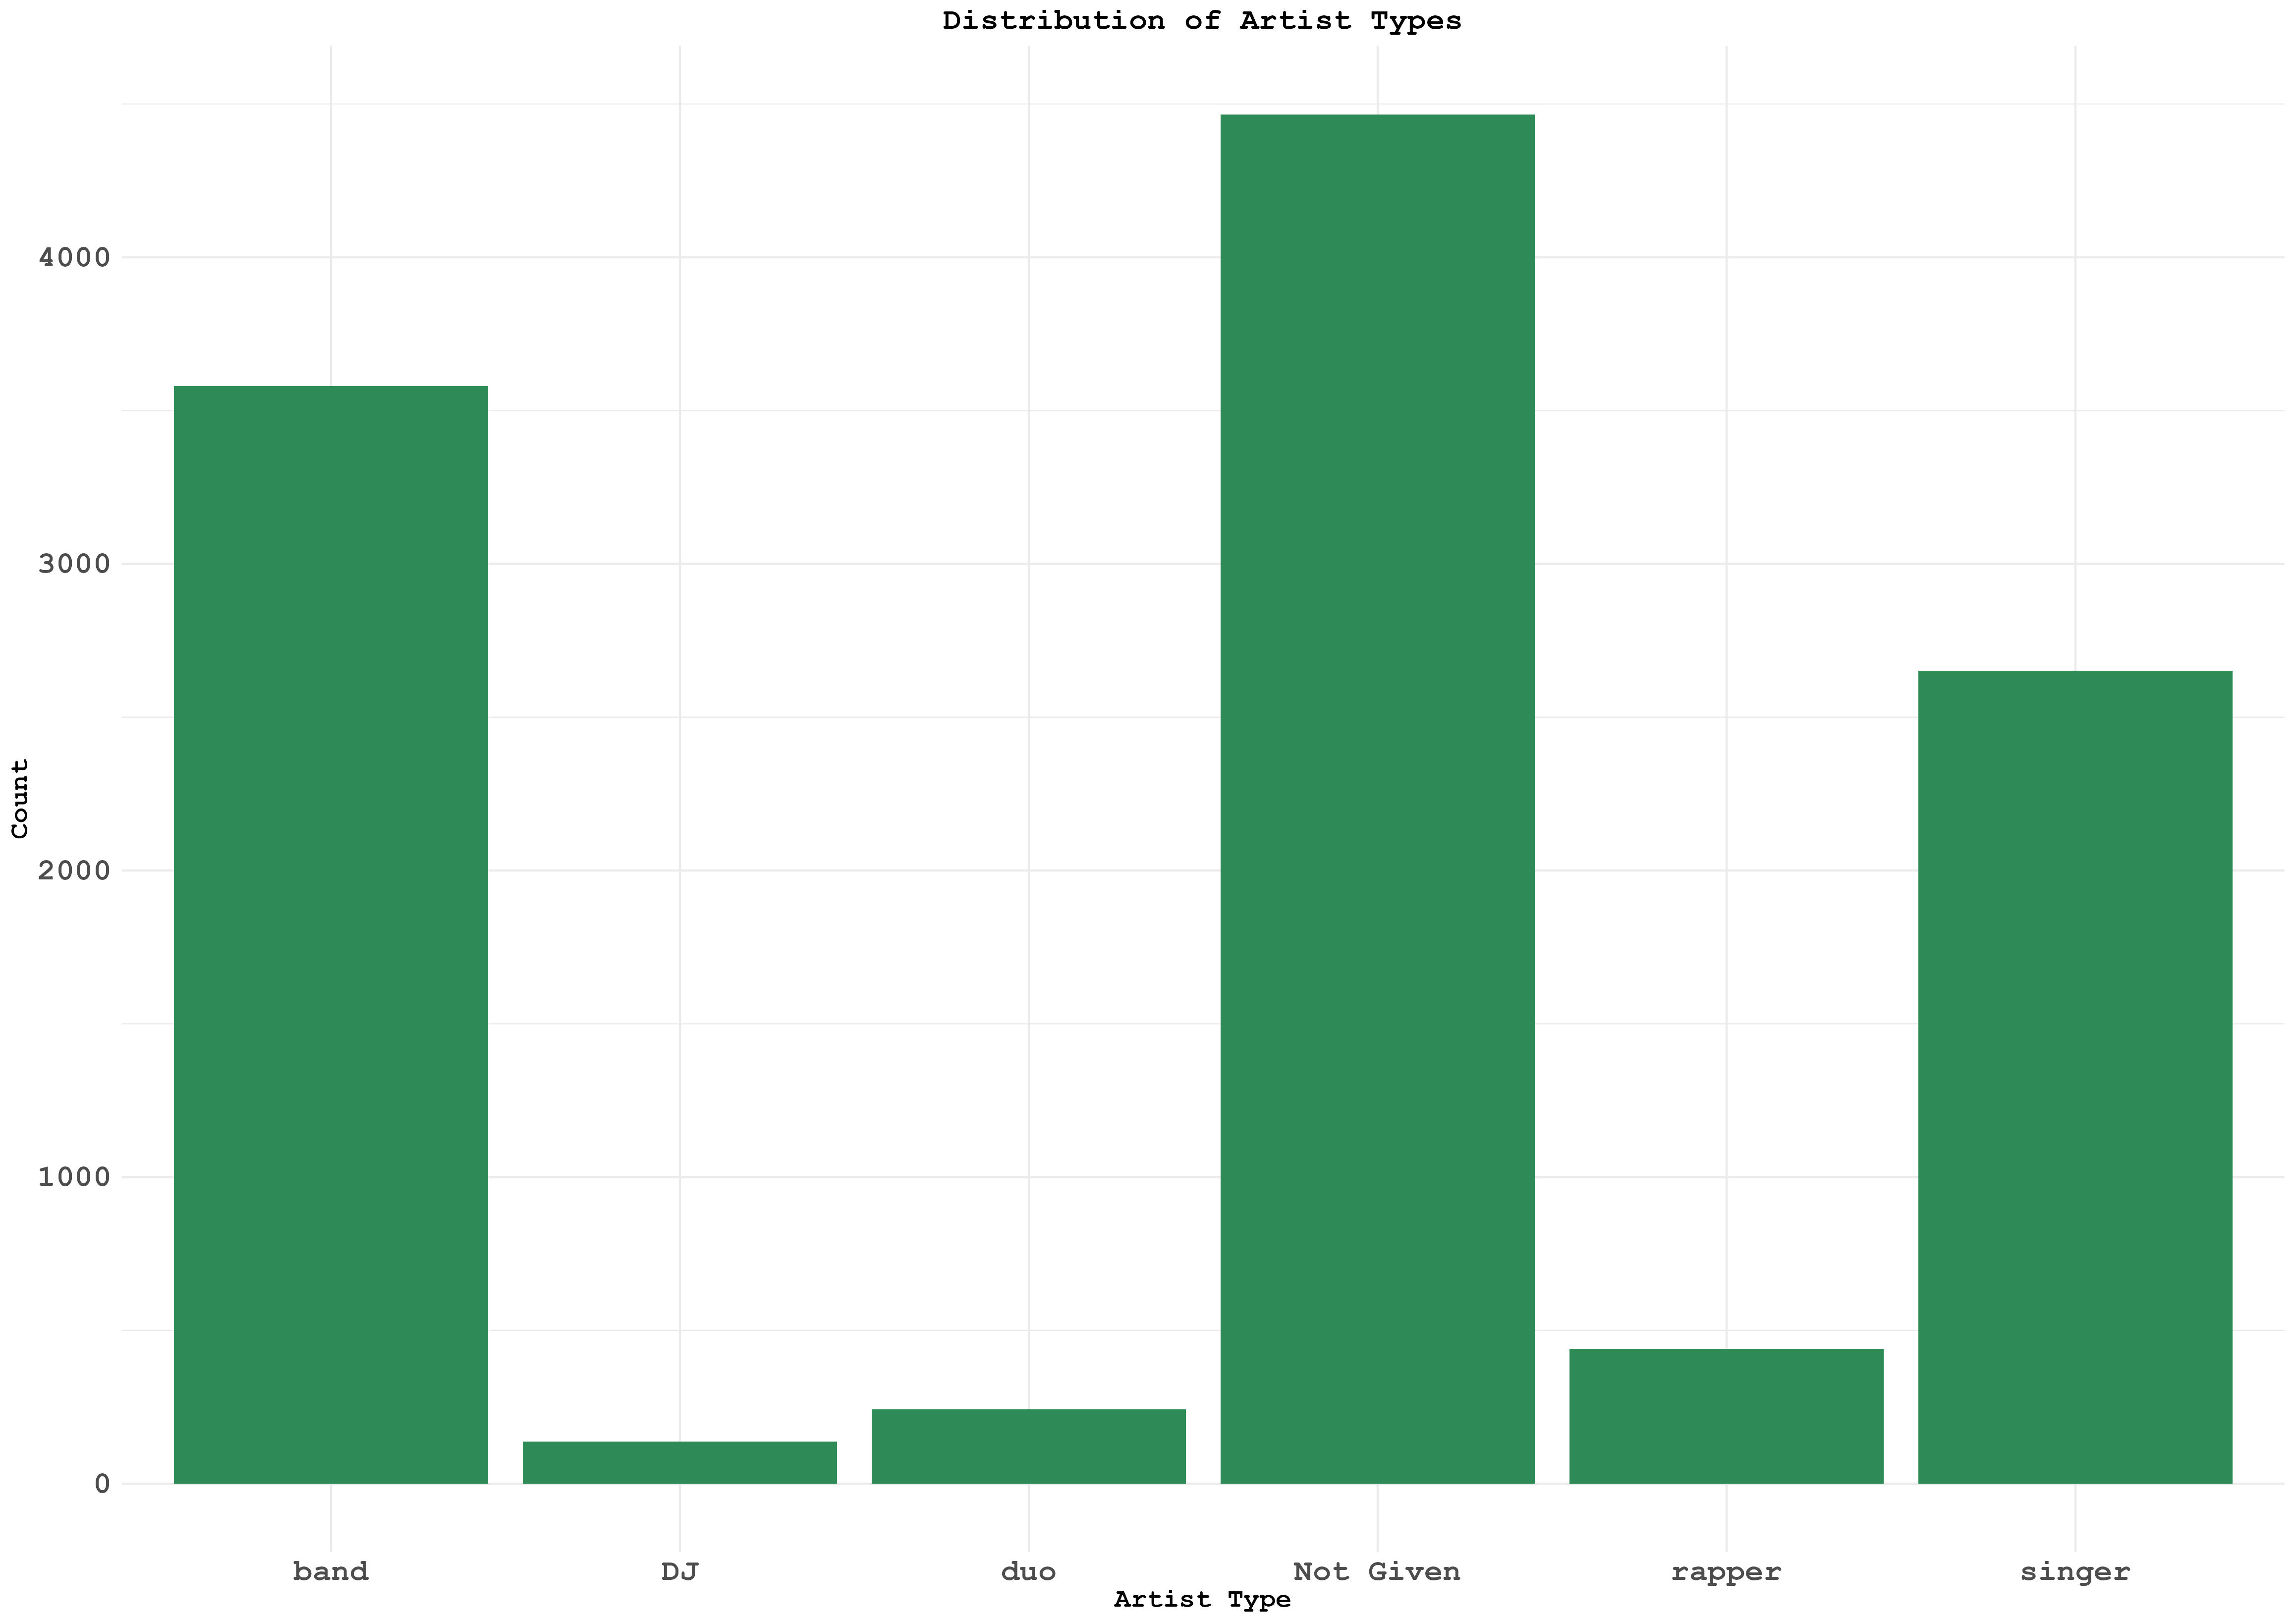 Distribution of Artist Types
4000
3000
2000
1000
0
Count
band DJ duo Not Given rapper singer
Artist Type